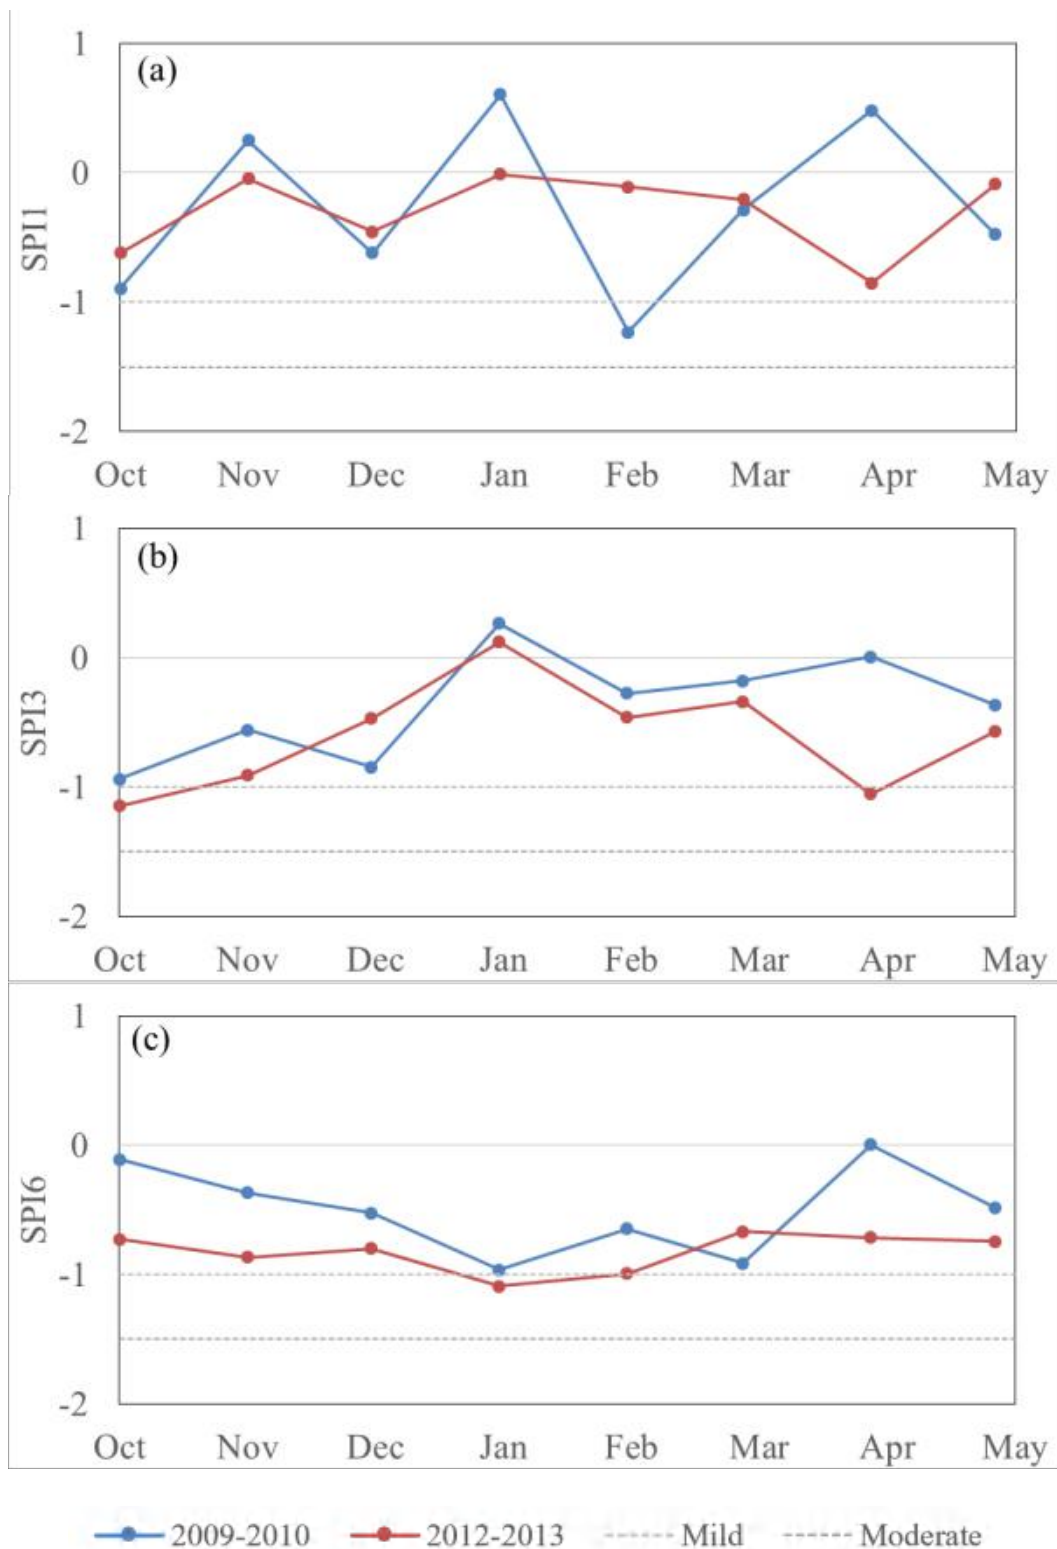 1
(a)
0
SPI1
-1
-2
Oct Nov Dec Jan Feb Mar Apr May
1
(b)
0
SPI3
-1
-2
Oct Nov Dec Jan Feb Mar Apr May
1
(c)
0
SPI6
-1
-2
Oct Nov Dec Jan Feb Mar Apr May
2009-2010 2012-2013 Mild Moderate